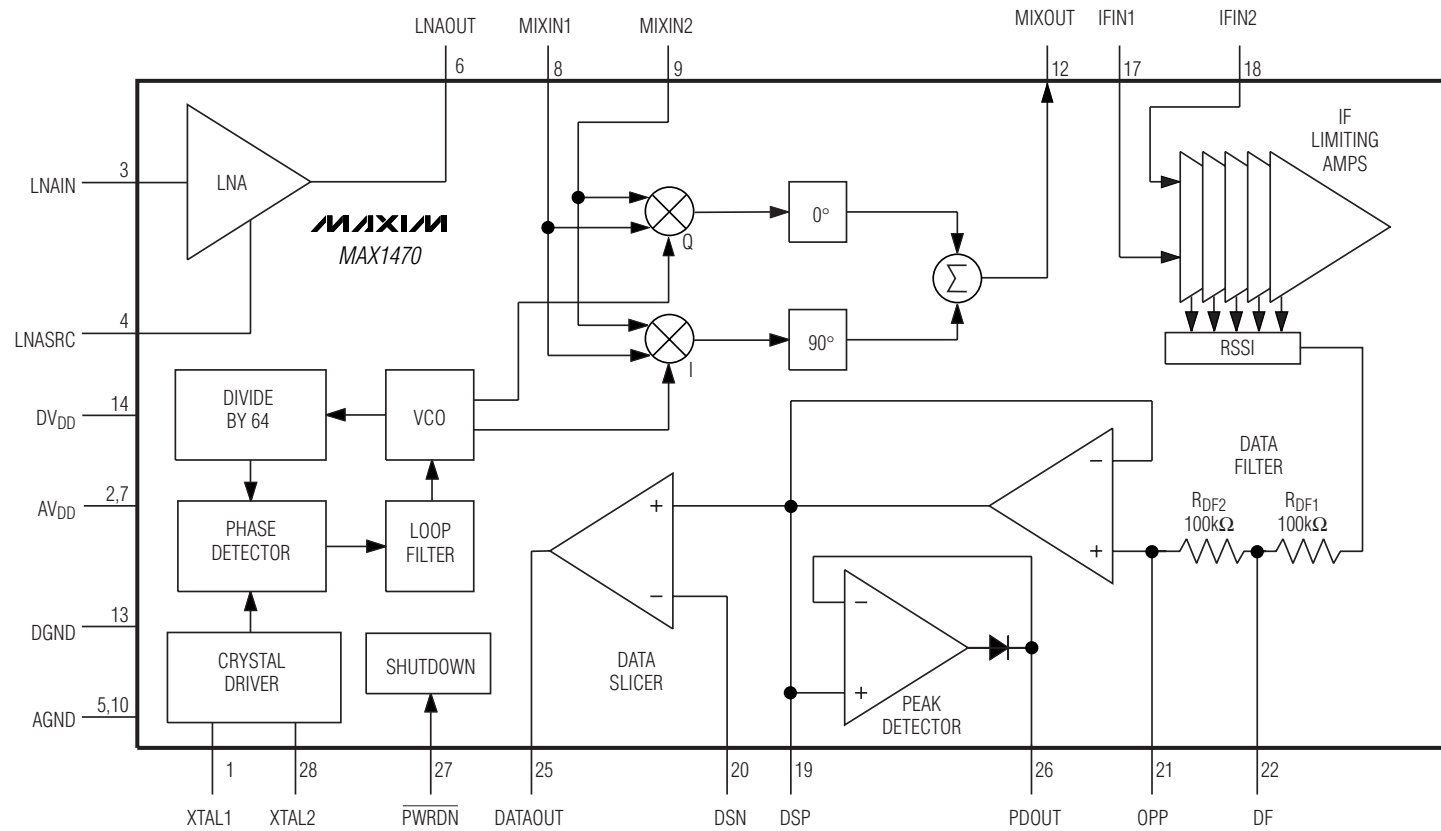 LNAOUT MIXIN1 MIXIN2 MIXOUT IFIN1 IFIN2
6 8 9 12 17 18
LNAIN 3
LNA
MAXIM
MAX1470
LNASRC 4
Q
I
0°
90°
Σ
IF
LIMITING
AMPS
RSSI
DVDD 14
DIVIDE
BY 64
VCO
AVDD 2,7
PHASE
DETECTOR
LOOP
FILTER
DGND 13
CRYSTAL
DRIVER
SHUTDOWN
AGND 5,10
+
−
DATA
SLICER
−
+
PEAK
DETECTOR
−
+
DATA
FILTER
RDF2 RDF1
100kΩ 100kΩ
1 28 27 25 20 19 26 21 22
XTAL1 XTAL2 PWRDN DATAOUT DSN DSP PDOUT OPP DF